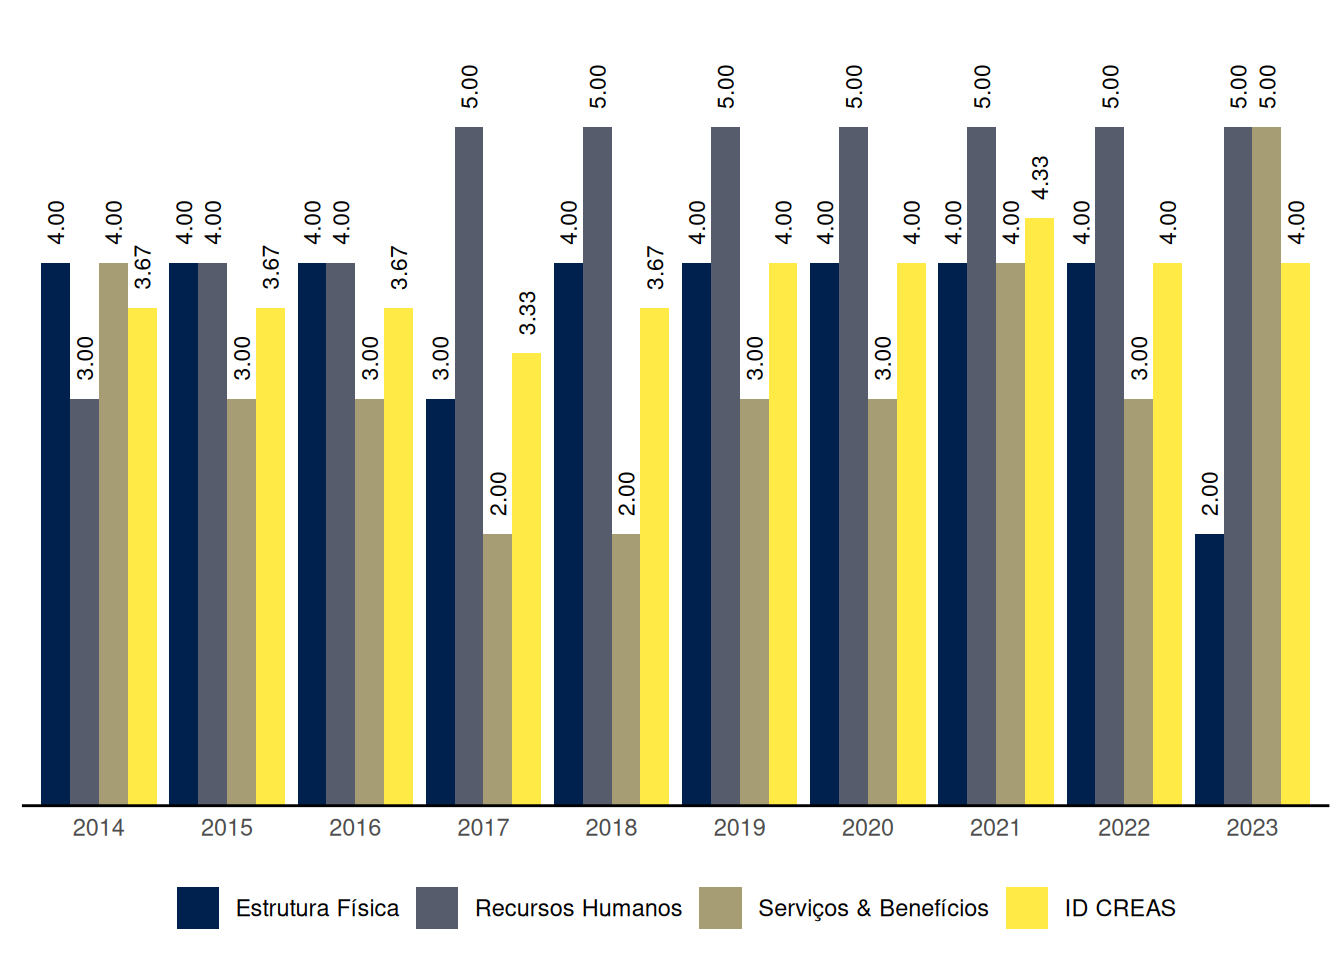 4.00 3.00 4.00 3.67 4.00 4.00 3.00 3.67 4.00 4.00 3.00 3.67 3.00 5.00 2.00 3.33 4.00 5.00 2.00 3.67 4.00 5.00 3.00 4.00 4.00 5.00 3.00 4.00 4.00 5.00 4.00 4.33 4.00 5.00 3.00 4.00 2.00 5.00 5.00 4.00
2014 2015 2016 2017 2018 2019 2020 2021 2022 2023
Estrutura Física Recursos Humanos Serviços & Benefícios ID CREAS